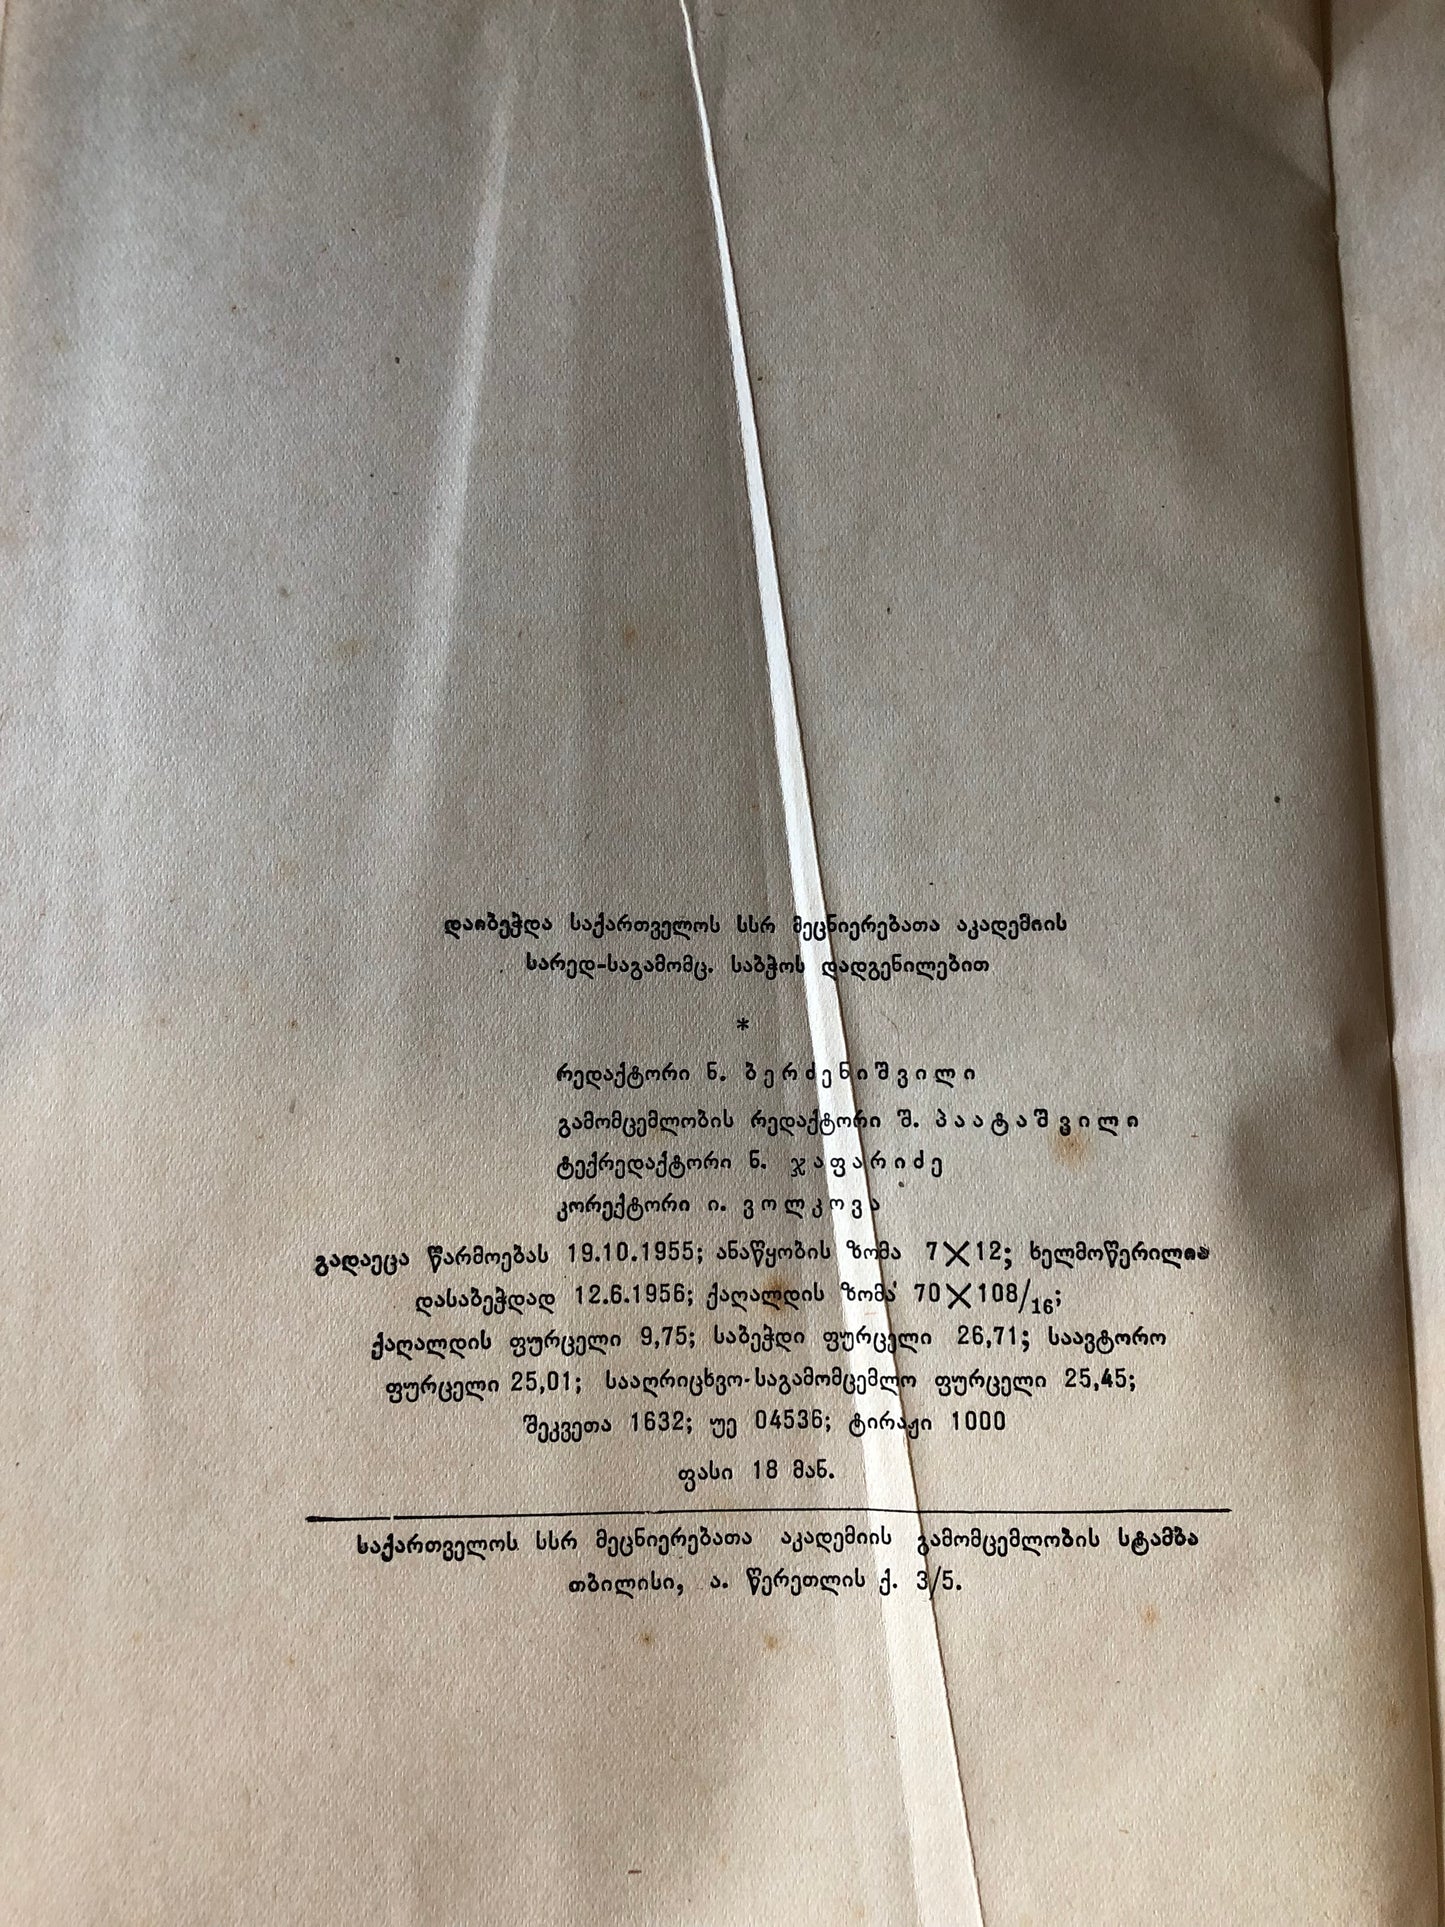 დაიბეჭდა საქართველოს სსრ მეცნიერებათა აკადემიის
სარედ-საგამომც. საბჭოს დადგენილებით
*
რედაქტორი ნ. ბერძენიშვილი
გამომცემლობის რედაქტორი შ. პაატაშვილი
ტექრედაქტორი ნ. ჯაფარიძე
კორექტორი ი. ვოლკოვა
გადაეცა წარმოებას 19.10.1955; ანაწყობის ზომა 7×12; ხელმოწერილია
დასაბეჭდად 12.6.1956; ქაღალდის ზომა 70×108/16;
ქაღალდის ფურცელი 9,75; საბეჭდი ფურცელი 26,71; საავტორო
ფურცელი 25,01; სააღრიცხვო-საგამომცემლო ფურცელი 25,45;
შეკვეთა 1632; უე 04536; ტირაჟი 1000
ფასი 18 მან.
საქართველოს სსრ მეცნიერებათა აკადემიის გამომცემლობის სტამბა
თბილისი, ა. წერეთლის ქ. 3/5.